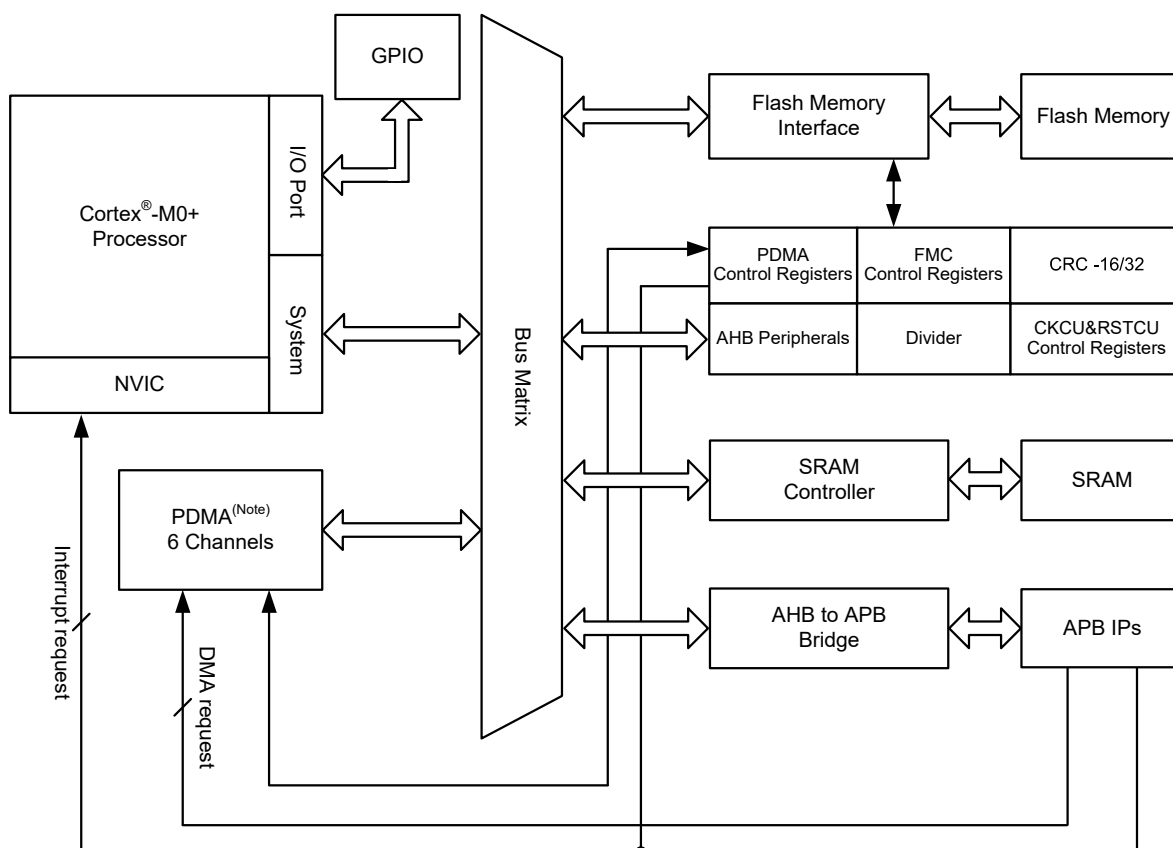 GPIO
Cortex®-M0+
Processor
I/O Port
System
NVIC
Bus Matrix
Flash Memory
Interface
Flash Memory
PDMA
Control Registers
FMC
Control Registers
CRC -16/32
AHB Peripherals
Divider
CKCU&RSTCU
Control Registers
PDMA(Note)
6 Channels
SRAM
Controller
SRAM
AHB to APB
Bridge
APB IPs
Interrupt request
DMA request